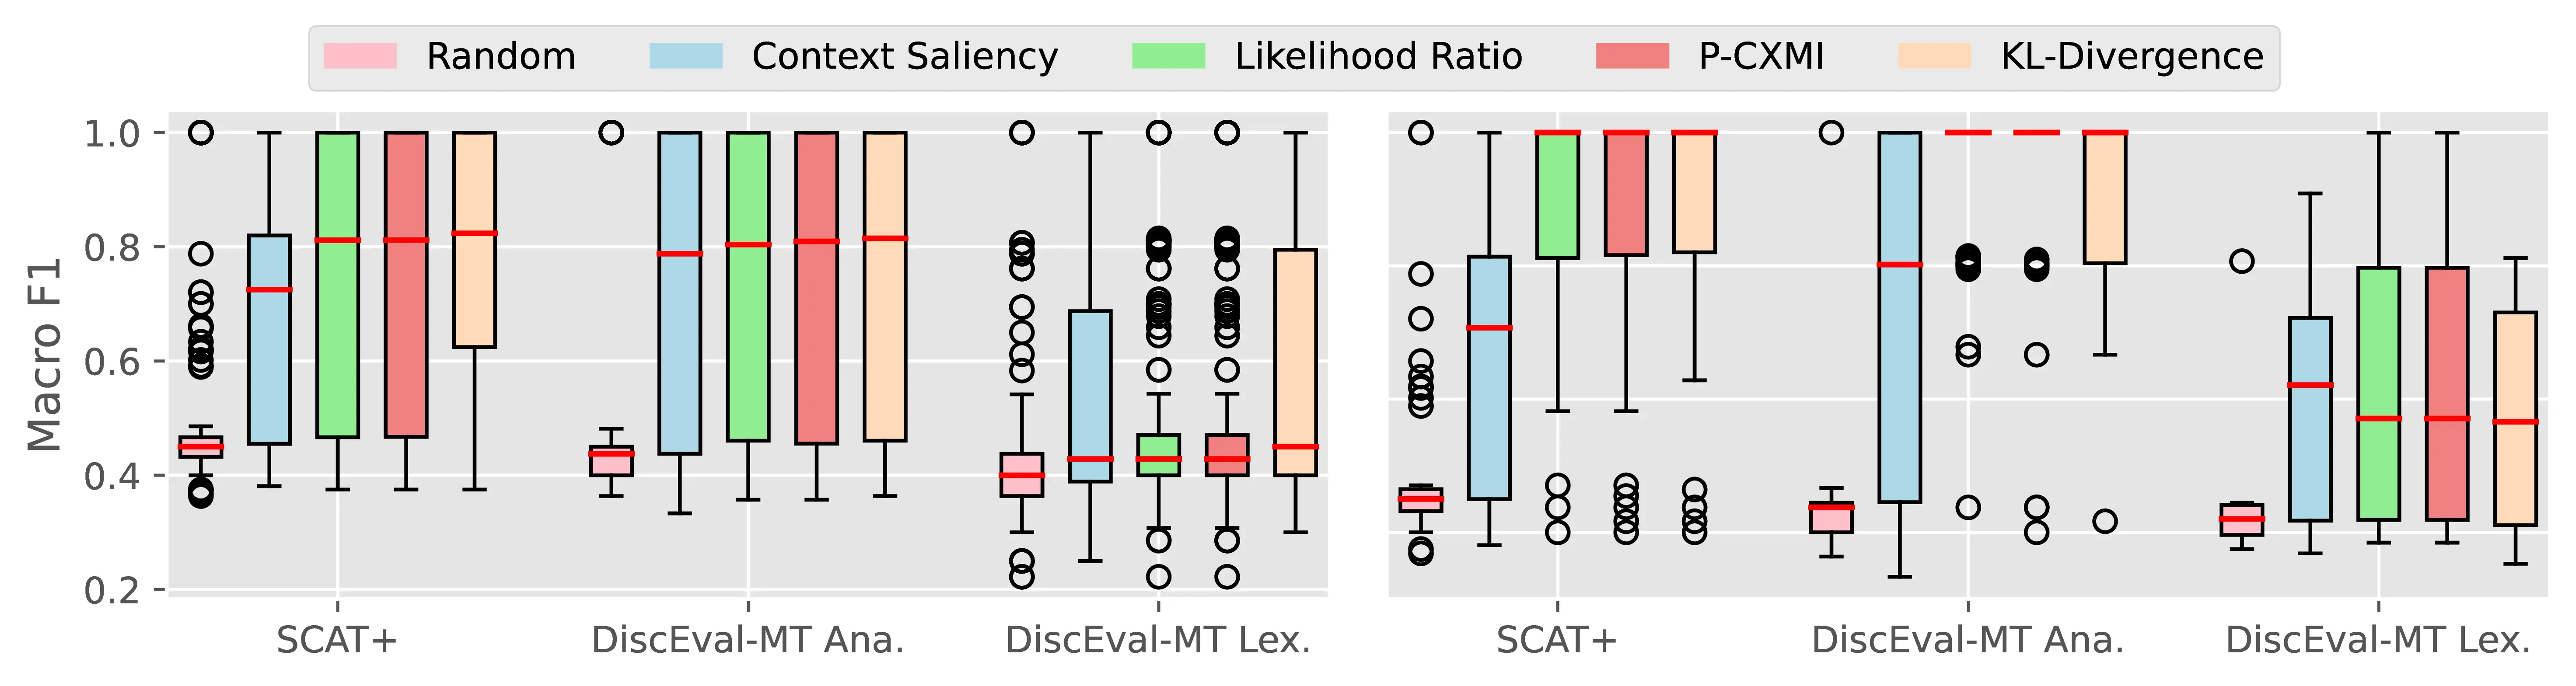 Random Context Saliency Likelihood Ratio P-CXMI KL-Divergence
Macro F1
1.0
0.8
0.6
0.4
0.2
SCAT+ DiscEval-MT Ana. DiscEval-MT Lex. SCAT+ DiscEval-MT Ana. DiscEval-MT Lex.